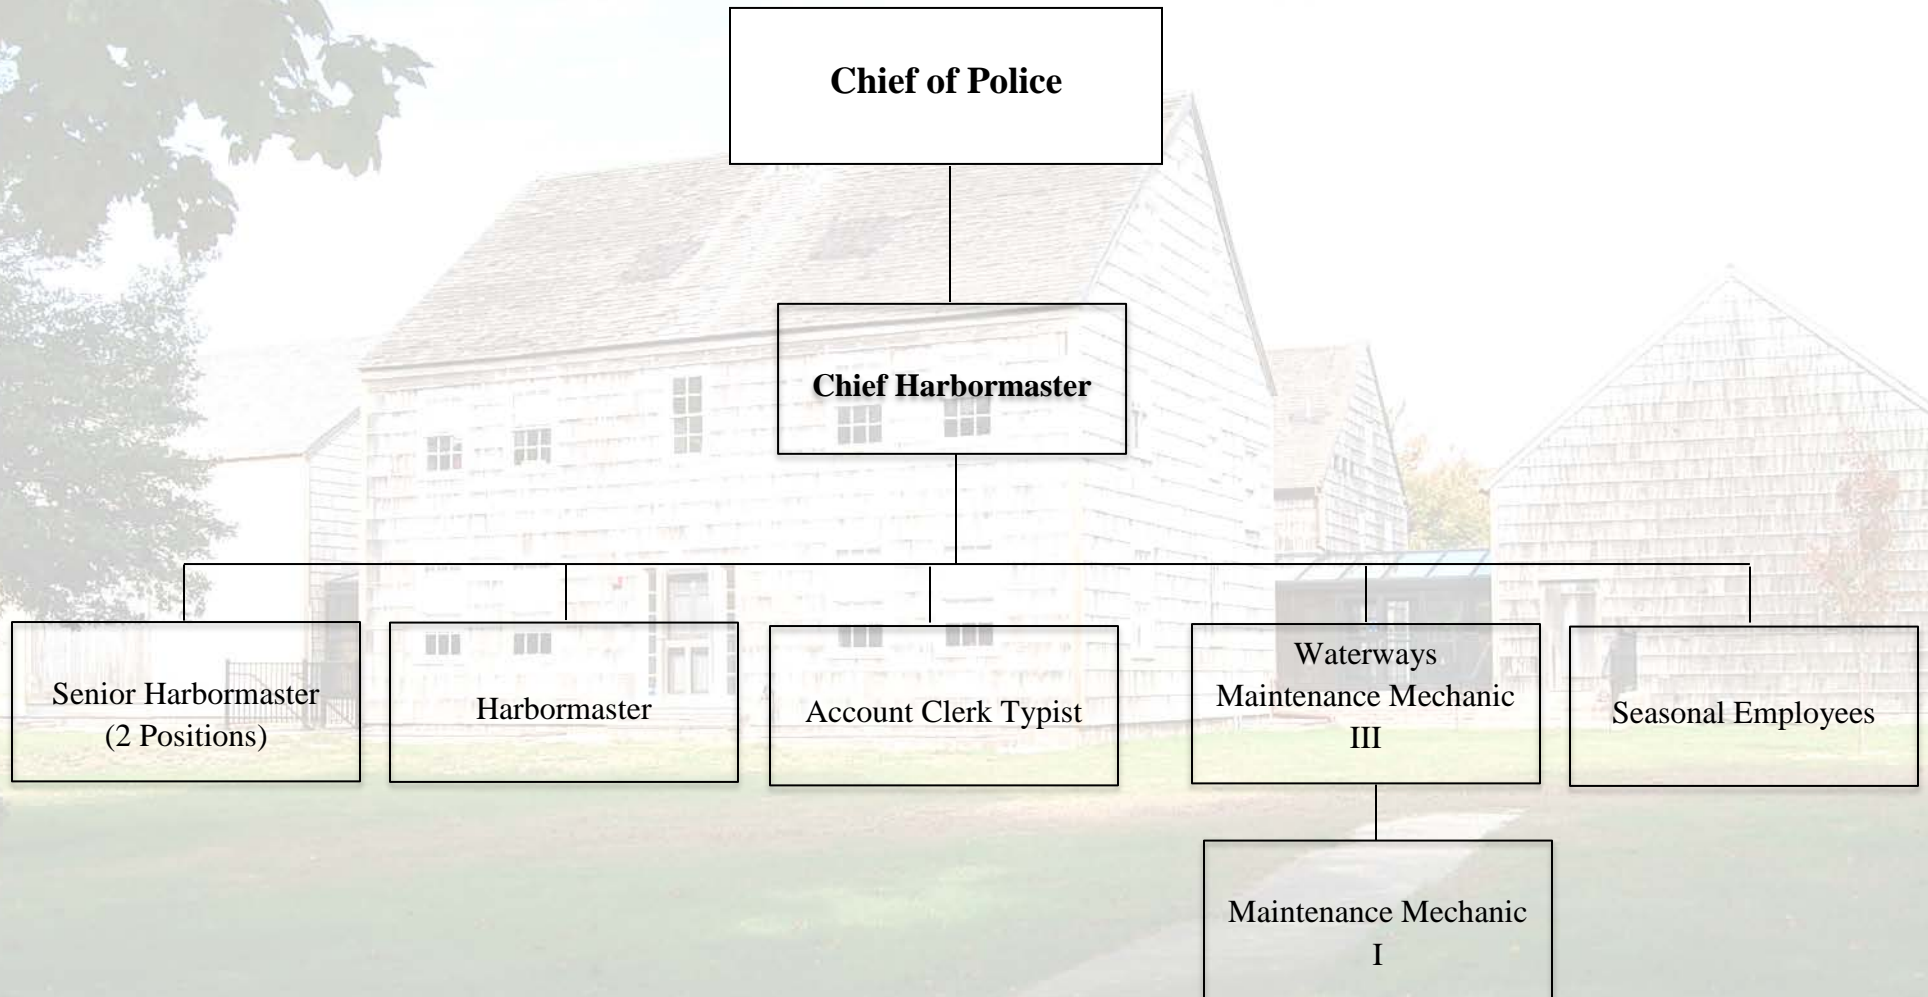 Chief of Police
Chief Harbormaster
Senior Harbormaster
(2 Positions)
Harbormaster
Account Clerk Typist
Waterways
Maintenance Mechanic
III
Seasonal Employees
Maintenance Mechanic
I